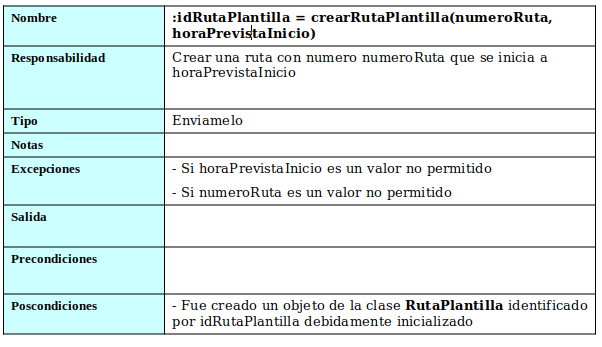 Nombre
:idRutaPlantilla = crearRutaPlantilla(numeroRuta,
horaPrevistaInicio)
Responsabilidad
Crear una ruta con numero numeroRuta que se inicia a
horaPrevistaInicio
Tipo
Enviamelo
Notas
Excepciones
- Si horaPrevistaInicio es un valor no permitido
- Si numeroRuta es un valor no permitido
Salida
Precondiciones
Poscondiciones
- Fue creado un objeto de la clase RutaPlantilla identificado
por idRutaPlantilla debidamente inicializado